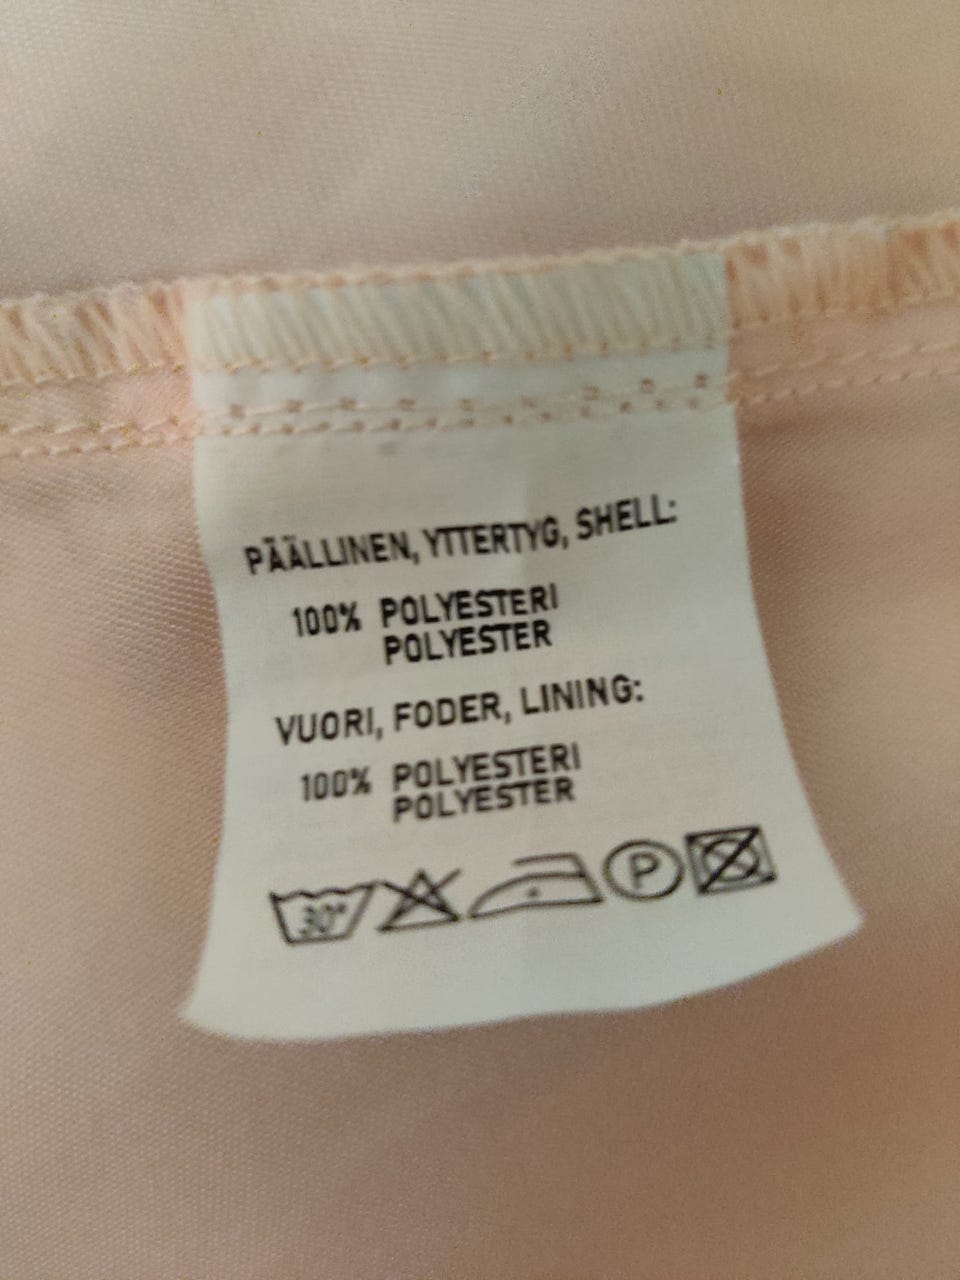 PÄÄLLINEN, YTTERTYG, SHELL:
100% POLYESTERI
POLYESTER
VUORI, FODER, LINING:
100% POLYESTERI
POLYESTER
30° P